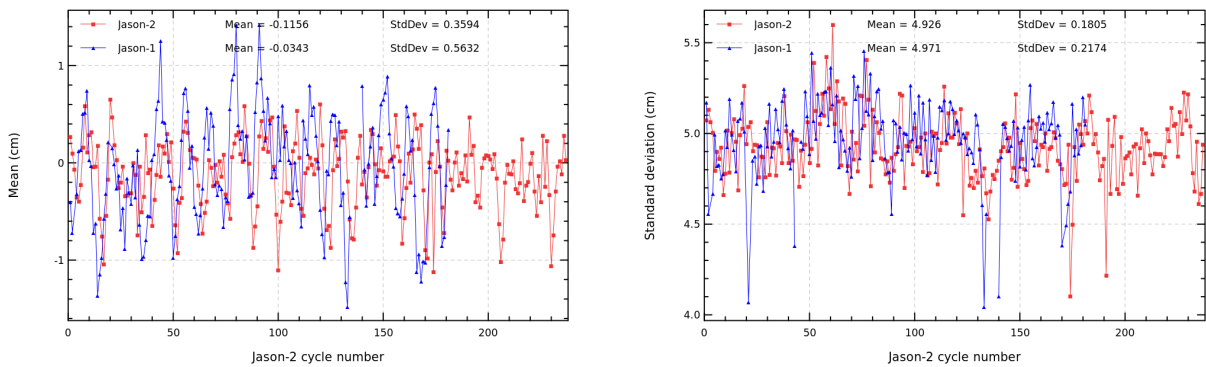 Jason-2 Mean = -0.1156 StdDev = 0.3594
Jason-1 Mean = -0.0343 StdDev = 0.5632
1
0
-1
Mean (cm)
0 50 100 150 200
Jason-2 cycle number
Jason-2 Mean = 4.926 StdDev = 0.1805
Jason-1 Mean = 4.971 StdDev = 0.2174
5.5
5.0
4.5
4.0
Standard deviation (cm)
0 50 100 150 200
Jason-2 cycle number